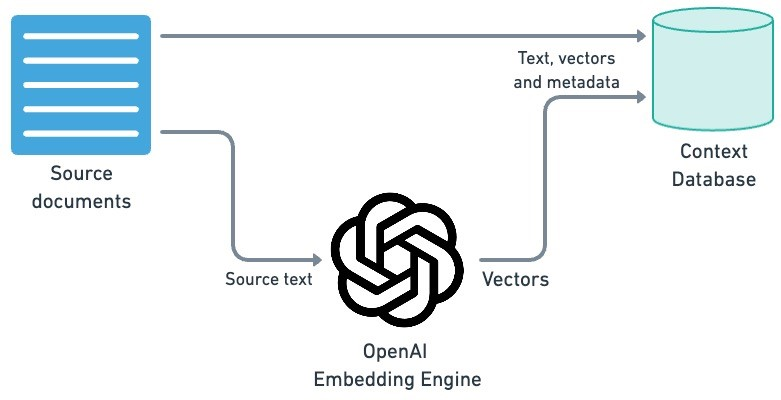 Text, vectors
and metadata
Source
documents
Context
Database
Source text
Vectors
OpenAI
Embedding Engine